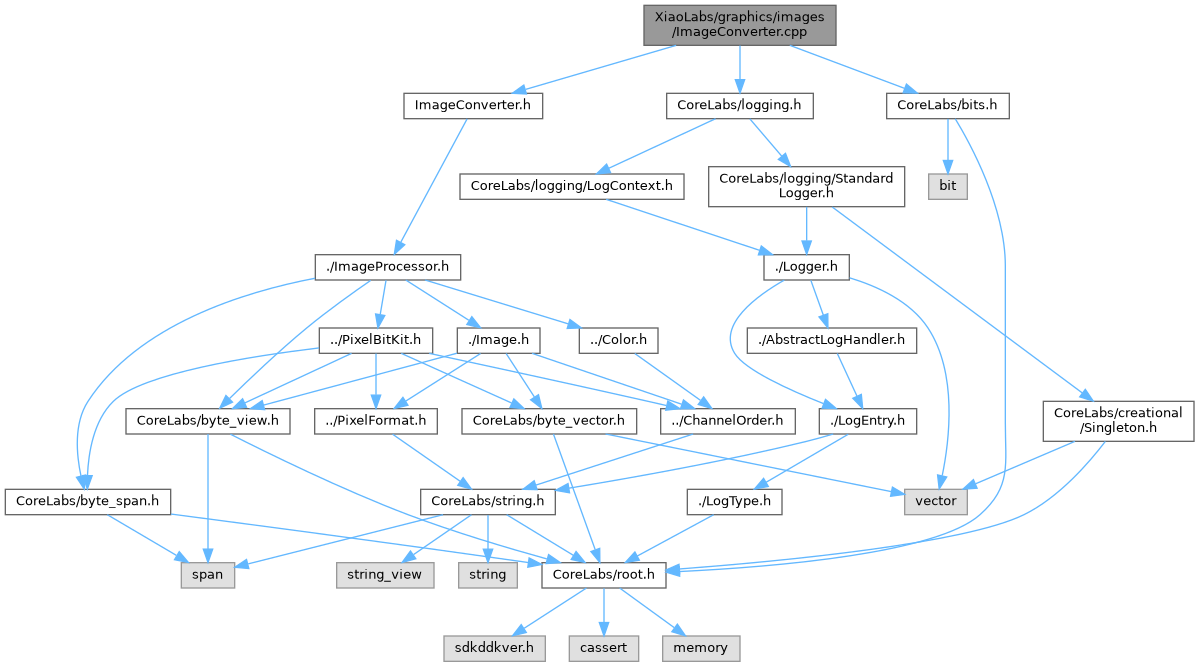 XiaoLabs/graphics/images
/ImageConverter.cpp
ImageConverter.h
CoreLabs/logging.h
CoreLabs/bits.h
CoreLabs/logging/LogContext.h
CoreLabs/logging/Standard
Logger.h
bit
./ImageProcessor.h
./Logger.h
../PixelBitKit.h
./Image.h
../Color.h
./AbstractLogHandler.h
CoreLabs/byte_view.h
../PixelFormat.h
CoreLabs/byte_vector.h
../ChannelOrder.h
./LogEntry.h
CoreLabs/creational
/Singleton.h
CoreLabs/byte_span.h
CoreLabs/string.h
./LogType.h
vector
span
string_view
string
CoreLabs/root.h
sdkddkver.h
cassert
memory